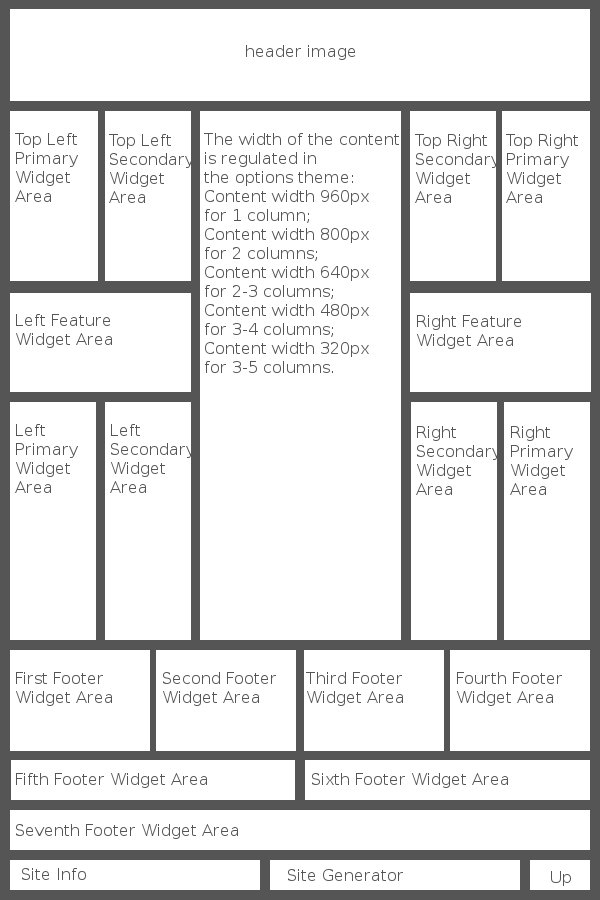 header image
Top Left
Primary
Widget
Area
Top Left
Secondary
Widget
Area
The width of the content
is regulated in
the options theme:
Content width 960px
for 1 column;
Content width 800px
for 2 columns;
Content width 640px
for 2-3 columns;
Content width 480px
for 3-4 columns;
Content width 320px
for 3-5 columns.
Top Right
Secondary
Widget
Area
Top Right
Primary
Widget
Area
Left Feature
Widget Area
Right Feature
Widget Area
Left
Primary
Widget
Area
Left
Secondary
Widget
Area
Right
Secondary
Widget
Area
Right
Primary
Widget
Area
First Footer
Widget Area
Second Footer
Widget Area
Third Footer
Widget Area
Fourth Footer
Widget Area
Fifth Footer Widget Area
Sixth Footer Widget Area
Seventh Footer Widget Area
Site Info
Site Generator
Up